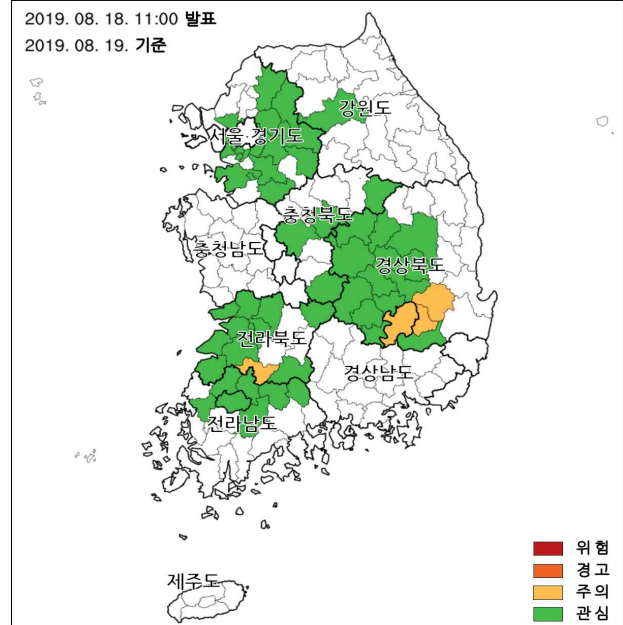 2019. 08. 18. 11:00 발표
2019. 08. 19. 기준
강원도
서울·경기도
충청북도
충청남도
경상북도
전라북도
경상남도
전라남도
제주도
위험
경고
주의
관심